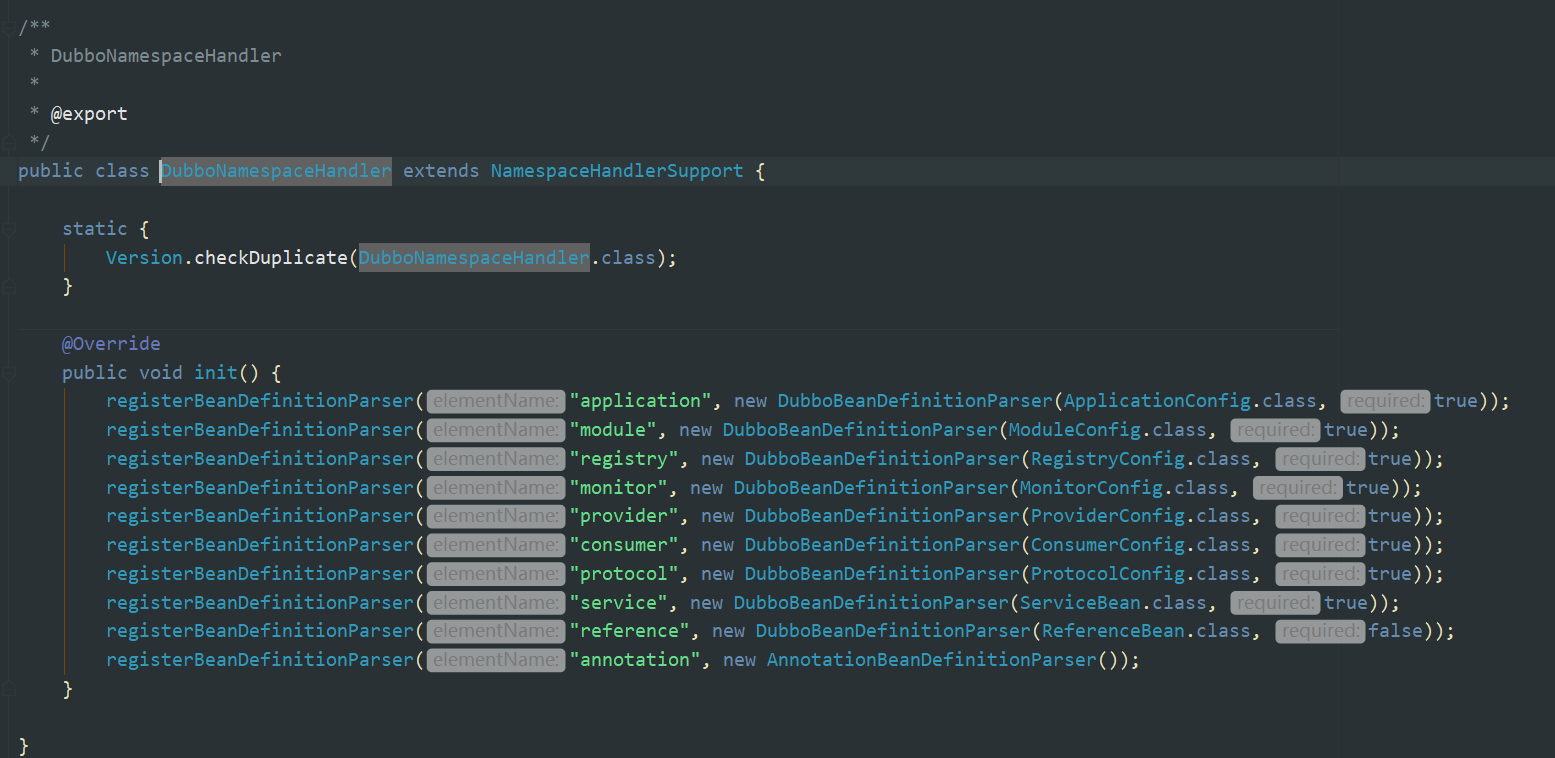 /**
 * DubboNamespaceHandler
 *
 * @export
 */
public class DubboNamespaceHandler extends NamespaceHandlerSupport {
static {
Version.checkDuplicate(DubboNamespaceHandler.class);
}
@Override
public void init() {
registerBeanDefinitionParser( elementName: "application", new DubboBeanDefinitionParser(ApplicationConfig.class, required: true));
registerBeanDefinitionParser( elementName: "module", new DubboBeanDefinitionParser(ModuleConfig.class, required: true));
registerBeanDefinitionParser( elementName: "registry", new DubboBeanDefinitionParser(RegistryConfig.class, required: true));
registerBeanDefinitionParser( elementName: "monitor", new DubboBeanDefinitionParser(MonitorConfig.class, required: true));
registerBeanDefinitionParser( elementName: "provider", new DubboBeanDefinitionParser(ProviderConfig.class, required: true));
registerBeanDefinitionParser( elementName: "consumer", new DubboBeanDefinitionParser(ConsumerConfig.class, required: true));
registerBeanDefinitionParser( elementName: "protocol", new DubboBeanDefinitionParser(ProtocolConfig.class, required: true));
registerBeanDefinitionParser( elementName: "service", new DubboBeanDefinitionParser(ServiceBean.class, required: true));
registerBeanDefinitionParser( elementName: "reference", new DubboBeanDefinitionParser(ReferenceBean.class, required: false));
registerBeanDefinitionParser( elementName: "annotation", new AnnotationBeanDefinitionParser());
}
}